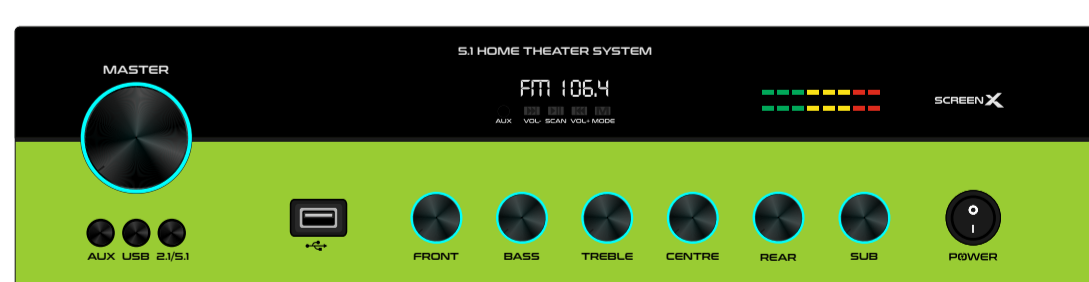 5.1 HOME THEATER SYSTEM
MASTER
FM 106.4
SCREEN X
AUX VOL- SCAN VOL+ MODE
AUX USB 2.1/5.1
FRONT BASS TREBLE CENTRE REAR SUB POWER